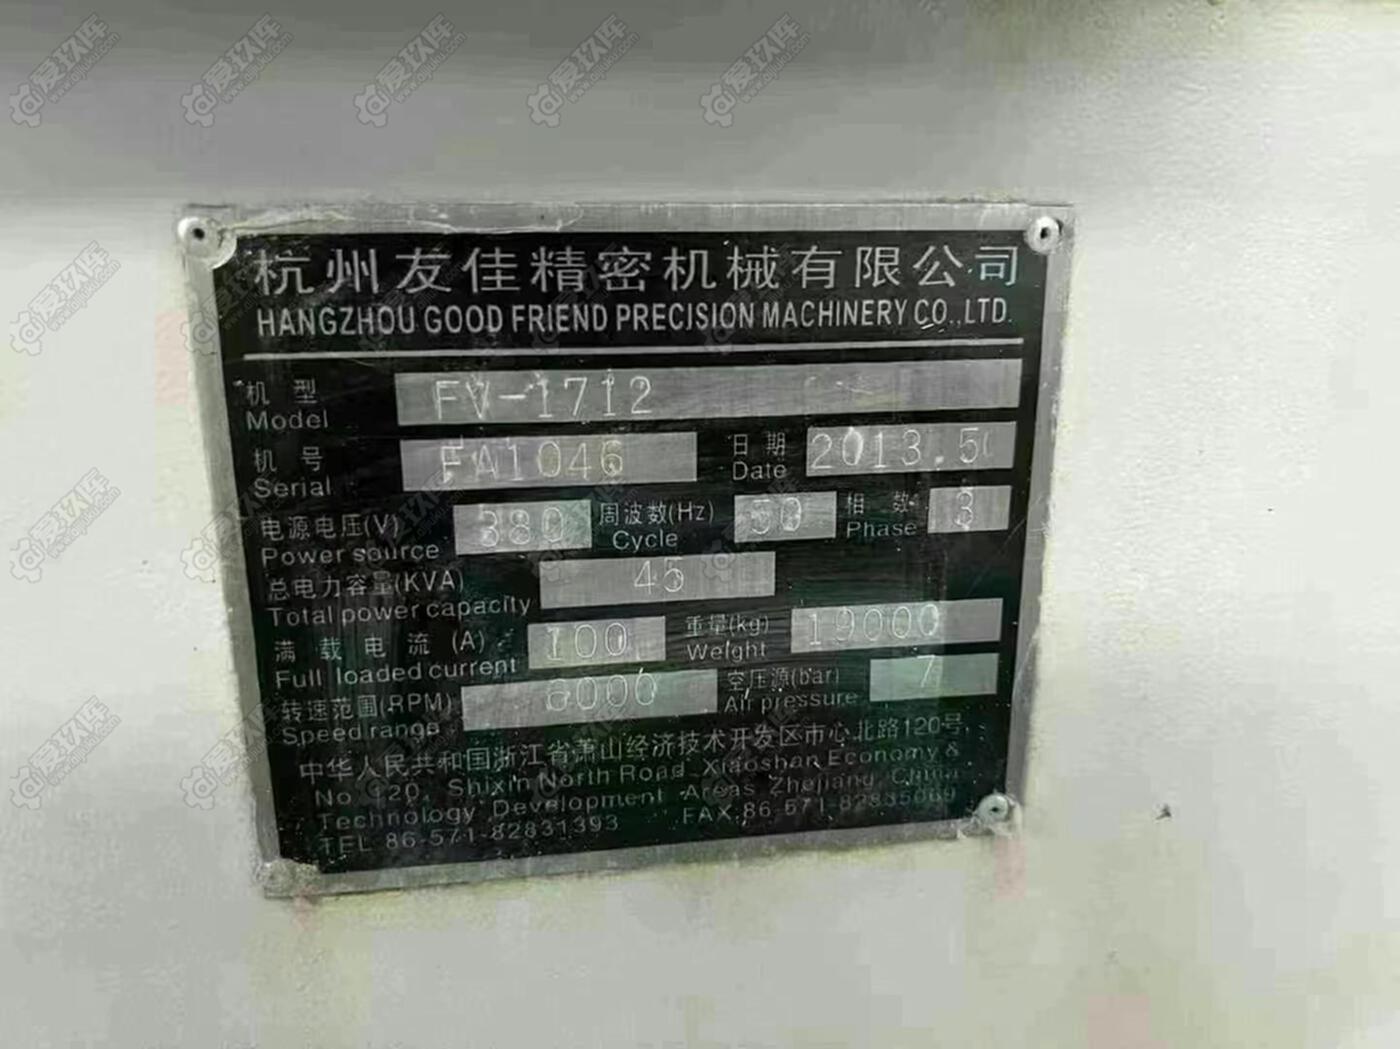 杭州友佳精密机械有限公司
HANGZHOU GOOD FRIEND PRECISION MACHINERY CO.,LTD.
机 型 FV-1712
Model
机 号 FA1046 日 期 2013.5
Serial Date
电源电压(V) 380 周波数(Hz) 50 相 数 3
Power source Cycle Phase
总电力容量(KVA) 45
Total power capacity
满 载 电 流 (A) 100 重量(kg) 19000
Full loaded current Weight
转速范围(RPM) 6000 空压源(bar) 7
Speed range Air pressure
中华人民共和国浙江省萧山经济技术开发区市心北路120号
No 120, Shixin North Road Xiaoshan Economy &
Technology Development Areas Zhejiang, China
TEL 86-571-82831393 FAX.86-571-82835069
爱玖库
www.aijiuku.com